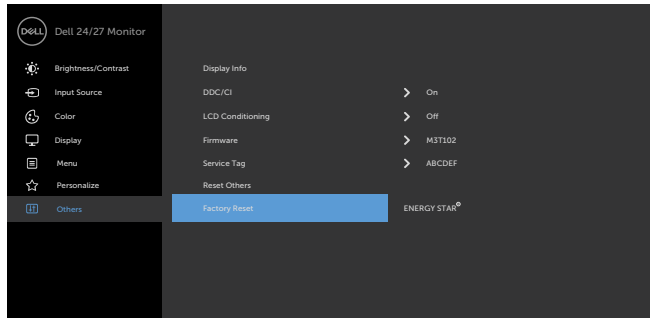 DELL Dell 24/27 Monitor
Brightness/Contrast Display Info
Input Source DDC/CI On
Color LCD Conditioning Off
Display Firmware M3T102
Menu Service Tag ABCDEF
Personalize Reset Others
Others Factory Reset ENERGY STAR®